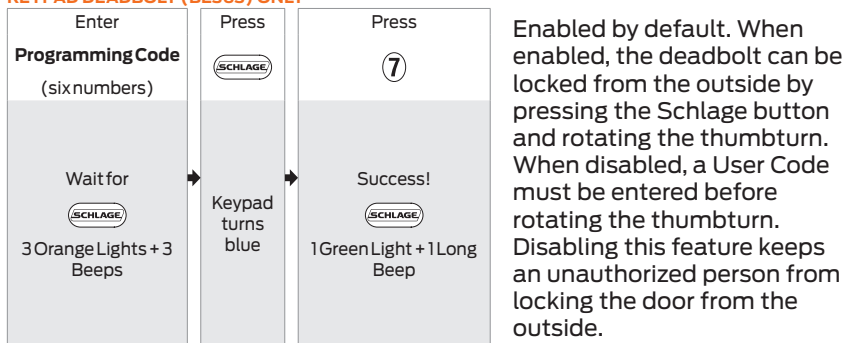 KEYPAD DEADBOLT (BE365) ONLY
Enter
Programming Code
(six numbers)
Press
SCHLAGE
Press
7
Wait for
SCHLAGE
3 Orange Lights + 3
Beeps
Keypad
turns
blue
Success!
SCHLAGE
1 Green Light + 1 Long
Beep
Enabled by default. When
enabled, the deadbolt can be
locked from the outside by
pressing the Schlage button
and rotating the thumbturn.
When disabled, a User Code
must be entered before
rotating the thumbturn.
Disabling this feature keeps
an unauthorized person from
locking the door from the
outside.